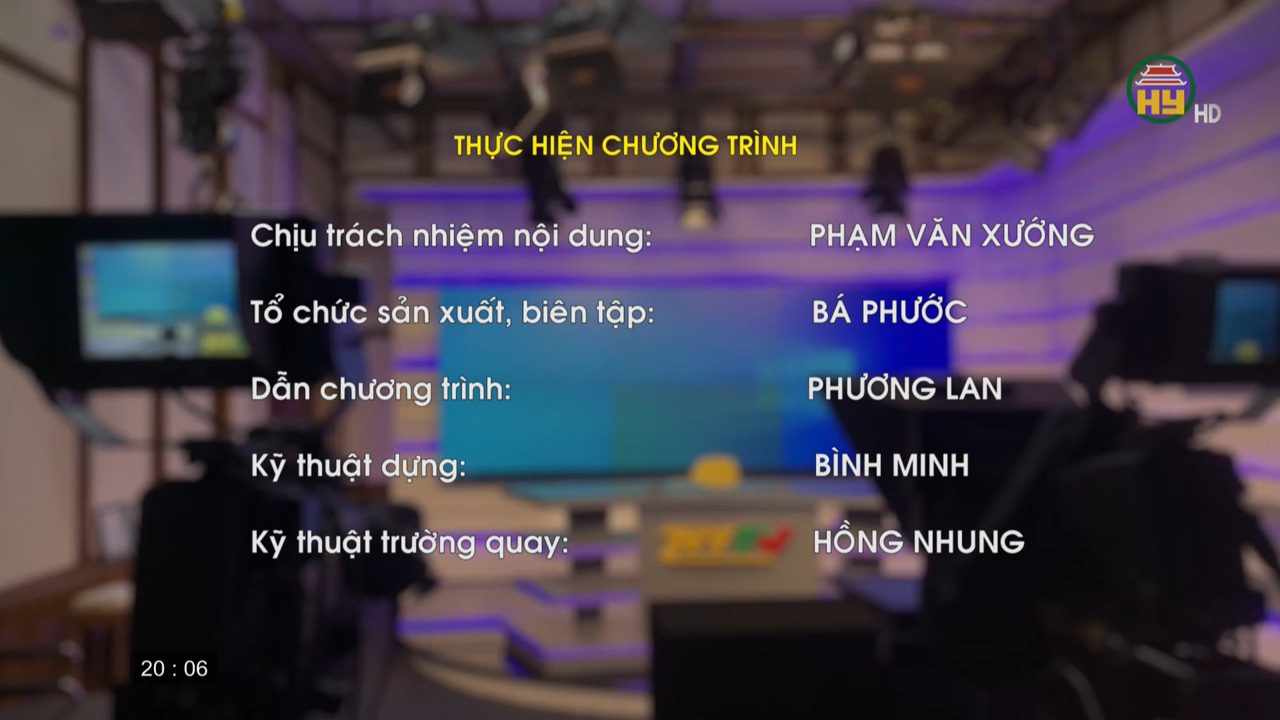 HY
HD
THỰC HIỆN CHƯƠNG TRÌNH
Chịu trách nhiệm nội dung: PHẠM VĂN XƯỚNG
Tổ chức sản xuất, biên tập: BÁ PHƯỚC
Dẫn chương trình: PHƯƠNG LAN
Kỹ thuật dựng: BÌNH MINH
Kỹ thuật trường quay: HỒNG NHUNG
20 : 06